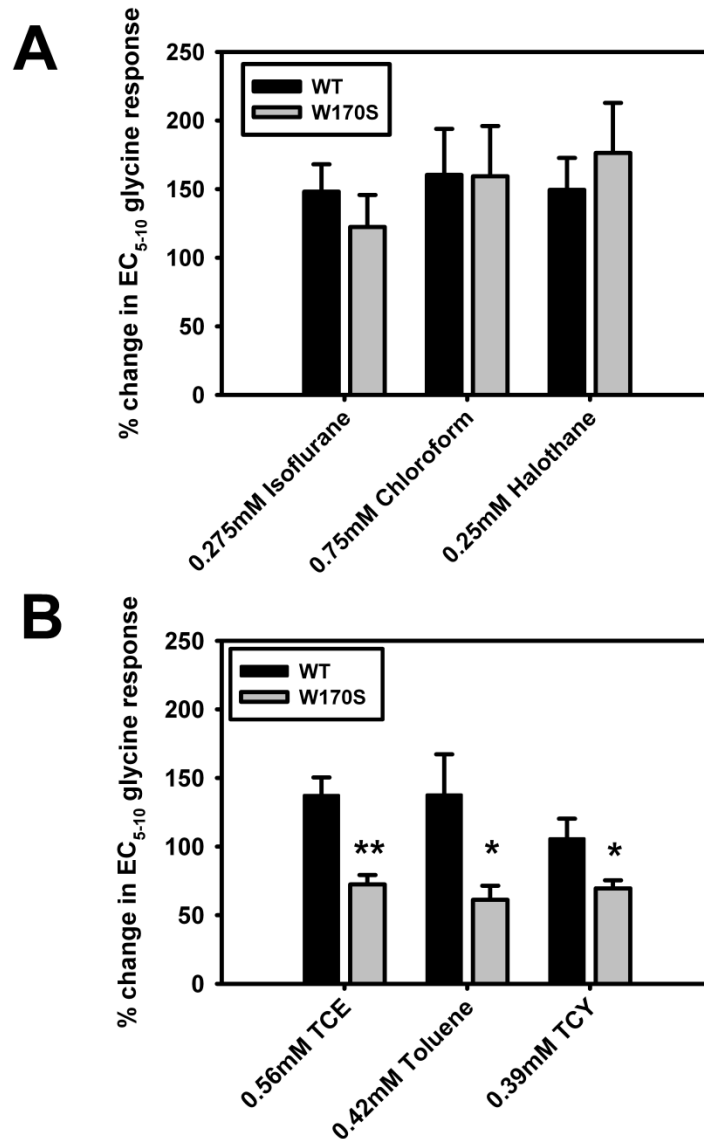 A
% change in EC5-10 glycine response
250
200
150
100
50
0
WT
W170S
0.275mM Isoflurane
0.75mM Chloroform
0.25mM Halothane
B
% change in EC5-10 glycine response
250
200
150
100
50
0
WT
W170S
**
*
*
0.56mM TCE
0.42mM Toluene
0.39mM TCY